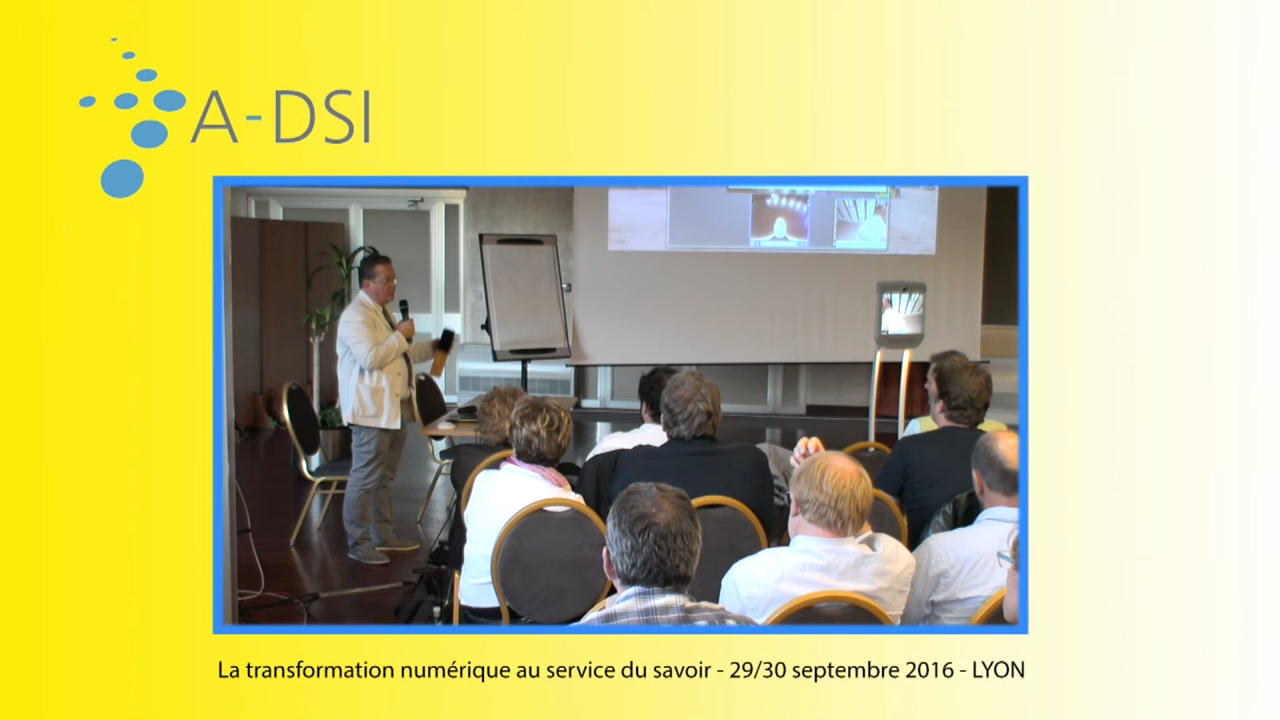 A-DSI
La transformation numérique au service du savoir - 29/30 septembre 2016 - LYON